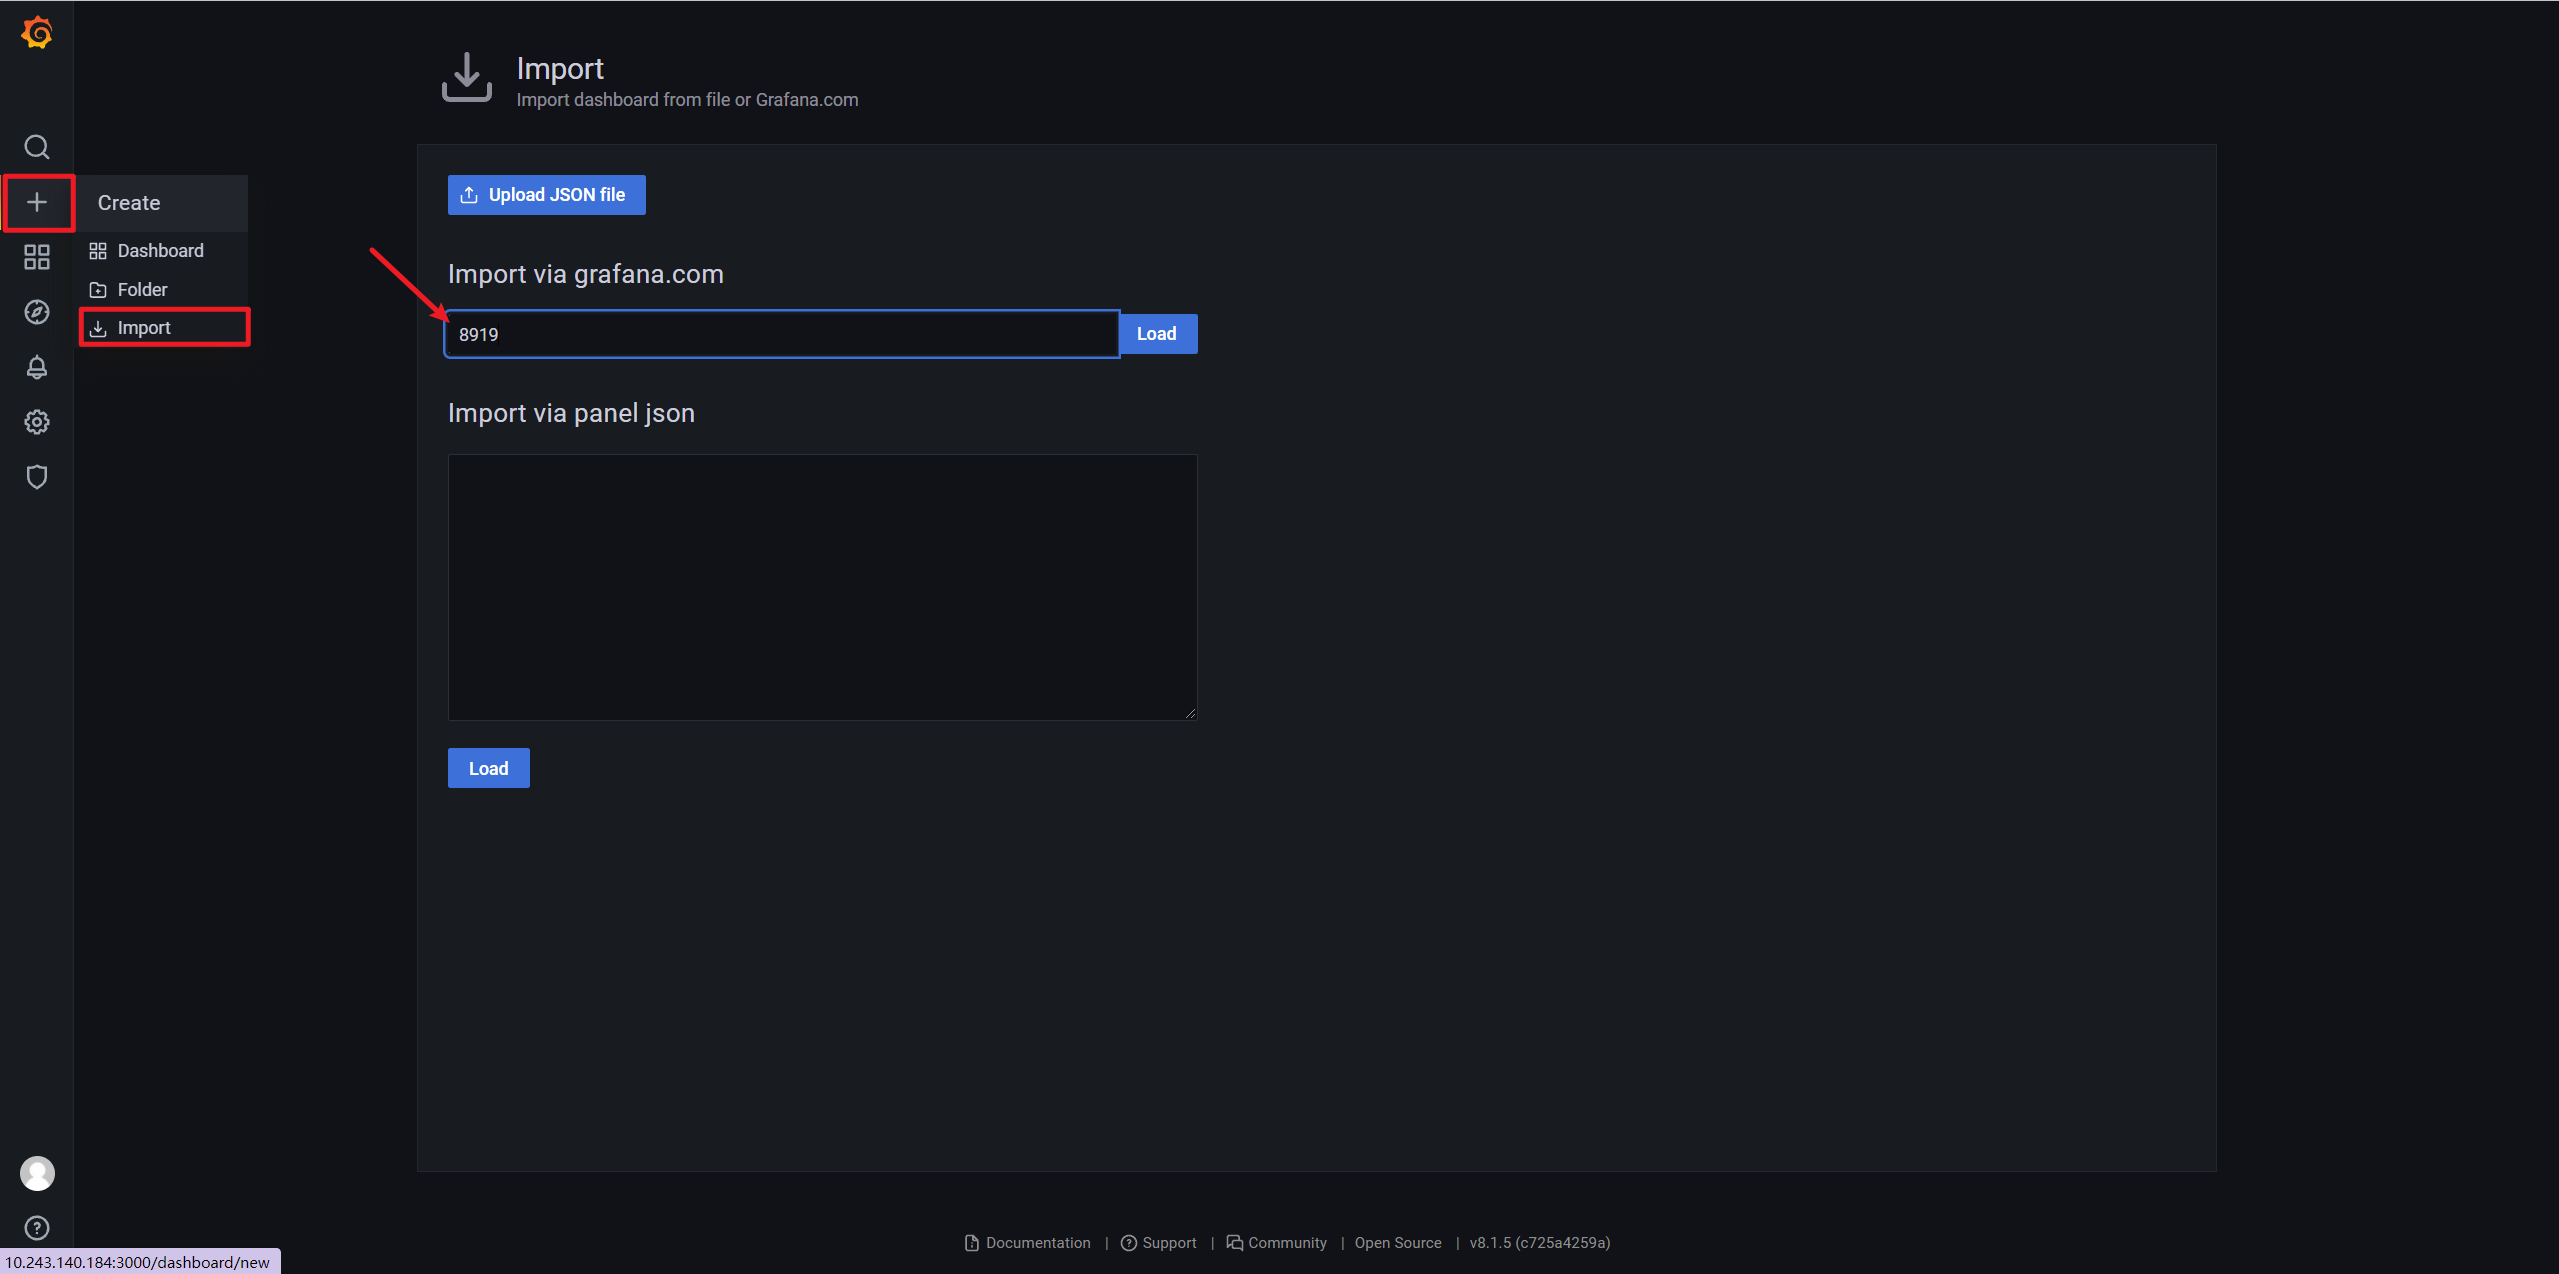 Import
Import dashboard from file or Grafana.com
Create
Dashboard
Folder
Import
Upload JSON file
Import via grafana.com
8919
Load
Import via panel json
Load
Documentation | Support | Community | Open Source | v8.1.5 (c725a4259a)
10.243.140.184:3000/dashboard/new